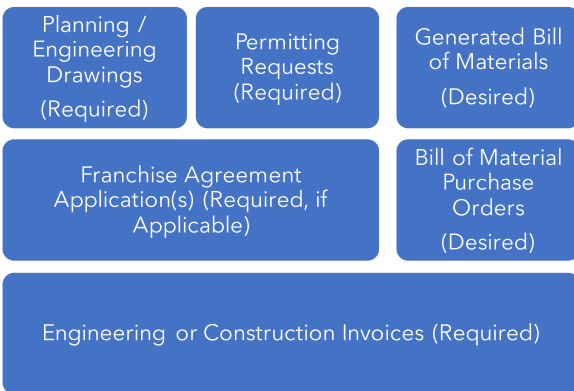 Planning /
Engineering
Drawings
(Required)
Permitting
Requests
(Required)
Generated Bill
of Materials
(Desired)
Franchise Agreement
Application(s) (Required, if
Applicable)
Bill of Material
Purchase
Orders
(Desired)
Engineering or Construction Invoices (Required)